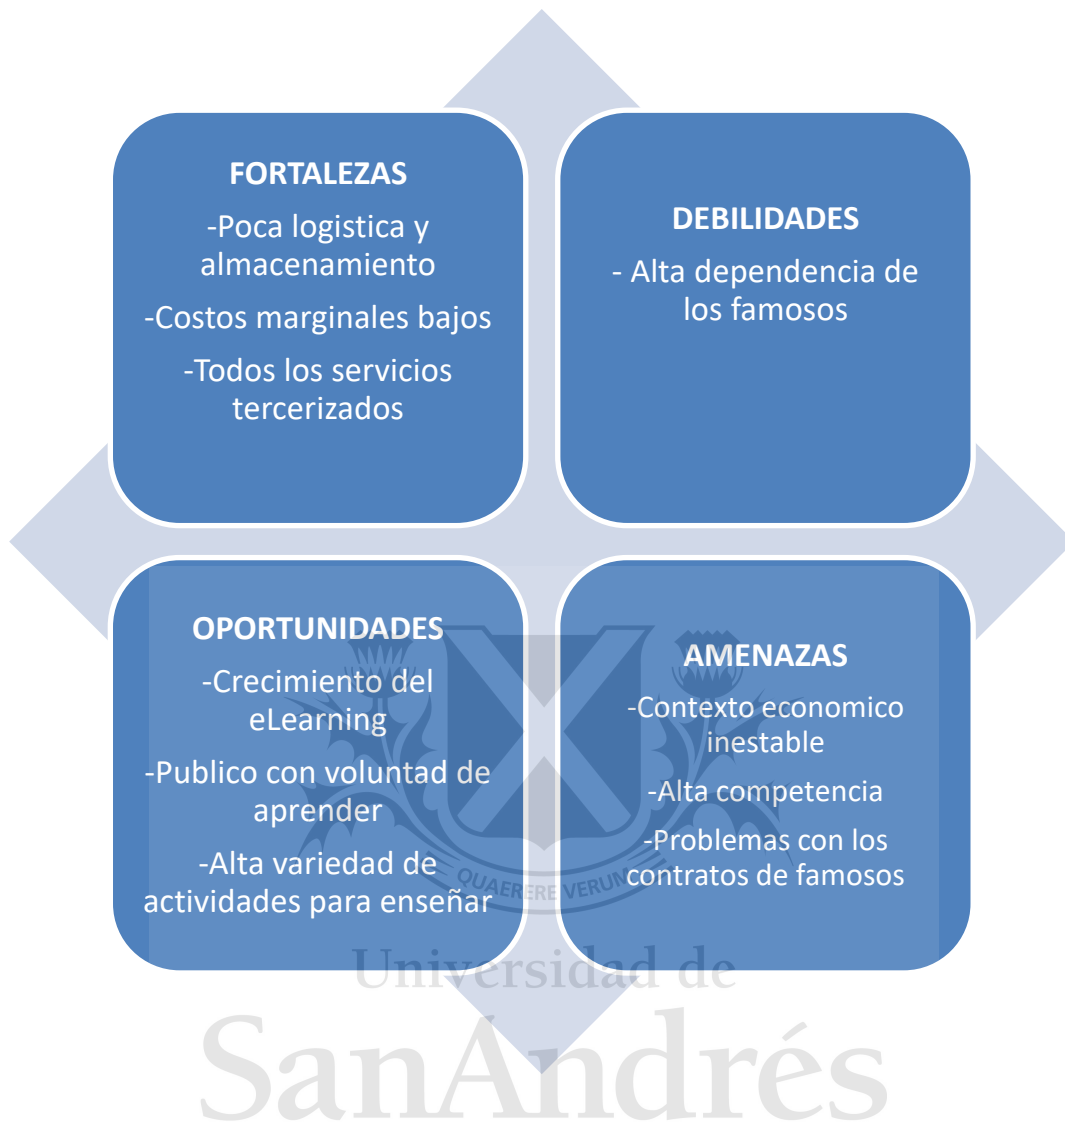 FORTALEZAS
-Poca logistica y
almacenamiento
-Costos marginales bajos
-Todos los servicios
tercerizados
DEBILIDADES
- Alta dependencia de
los famosos
OPORTUNIDADES
-Crecimiento del
eLearning
-Publico con voluntad de
aprender
-Alta variedad de
actividades para enseñar
AMENAZAS
-Contexto economico
inestable
-Alta competencia
-Problemas con los
contratos de famosos
QUAERERE VERUM
Universidad de
SanAndrés